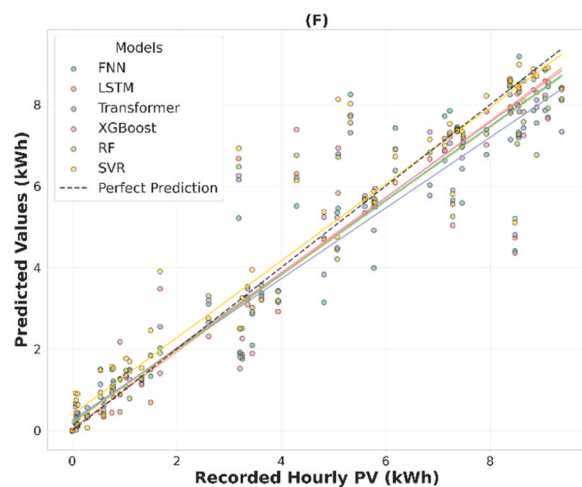 (F)
Models
FNN
LSTM
Transformer
XGBoost
RF
SVR
Perfect Prediction
Predicted Values (kWh)
8
6
4
2
0
0
2
4
6
8
Recorded Hourly PV (kWh)